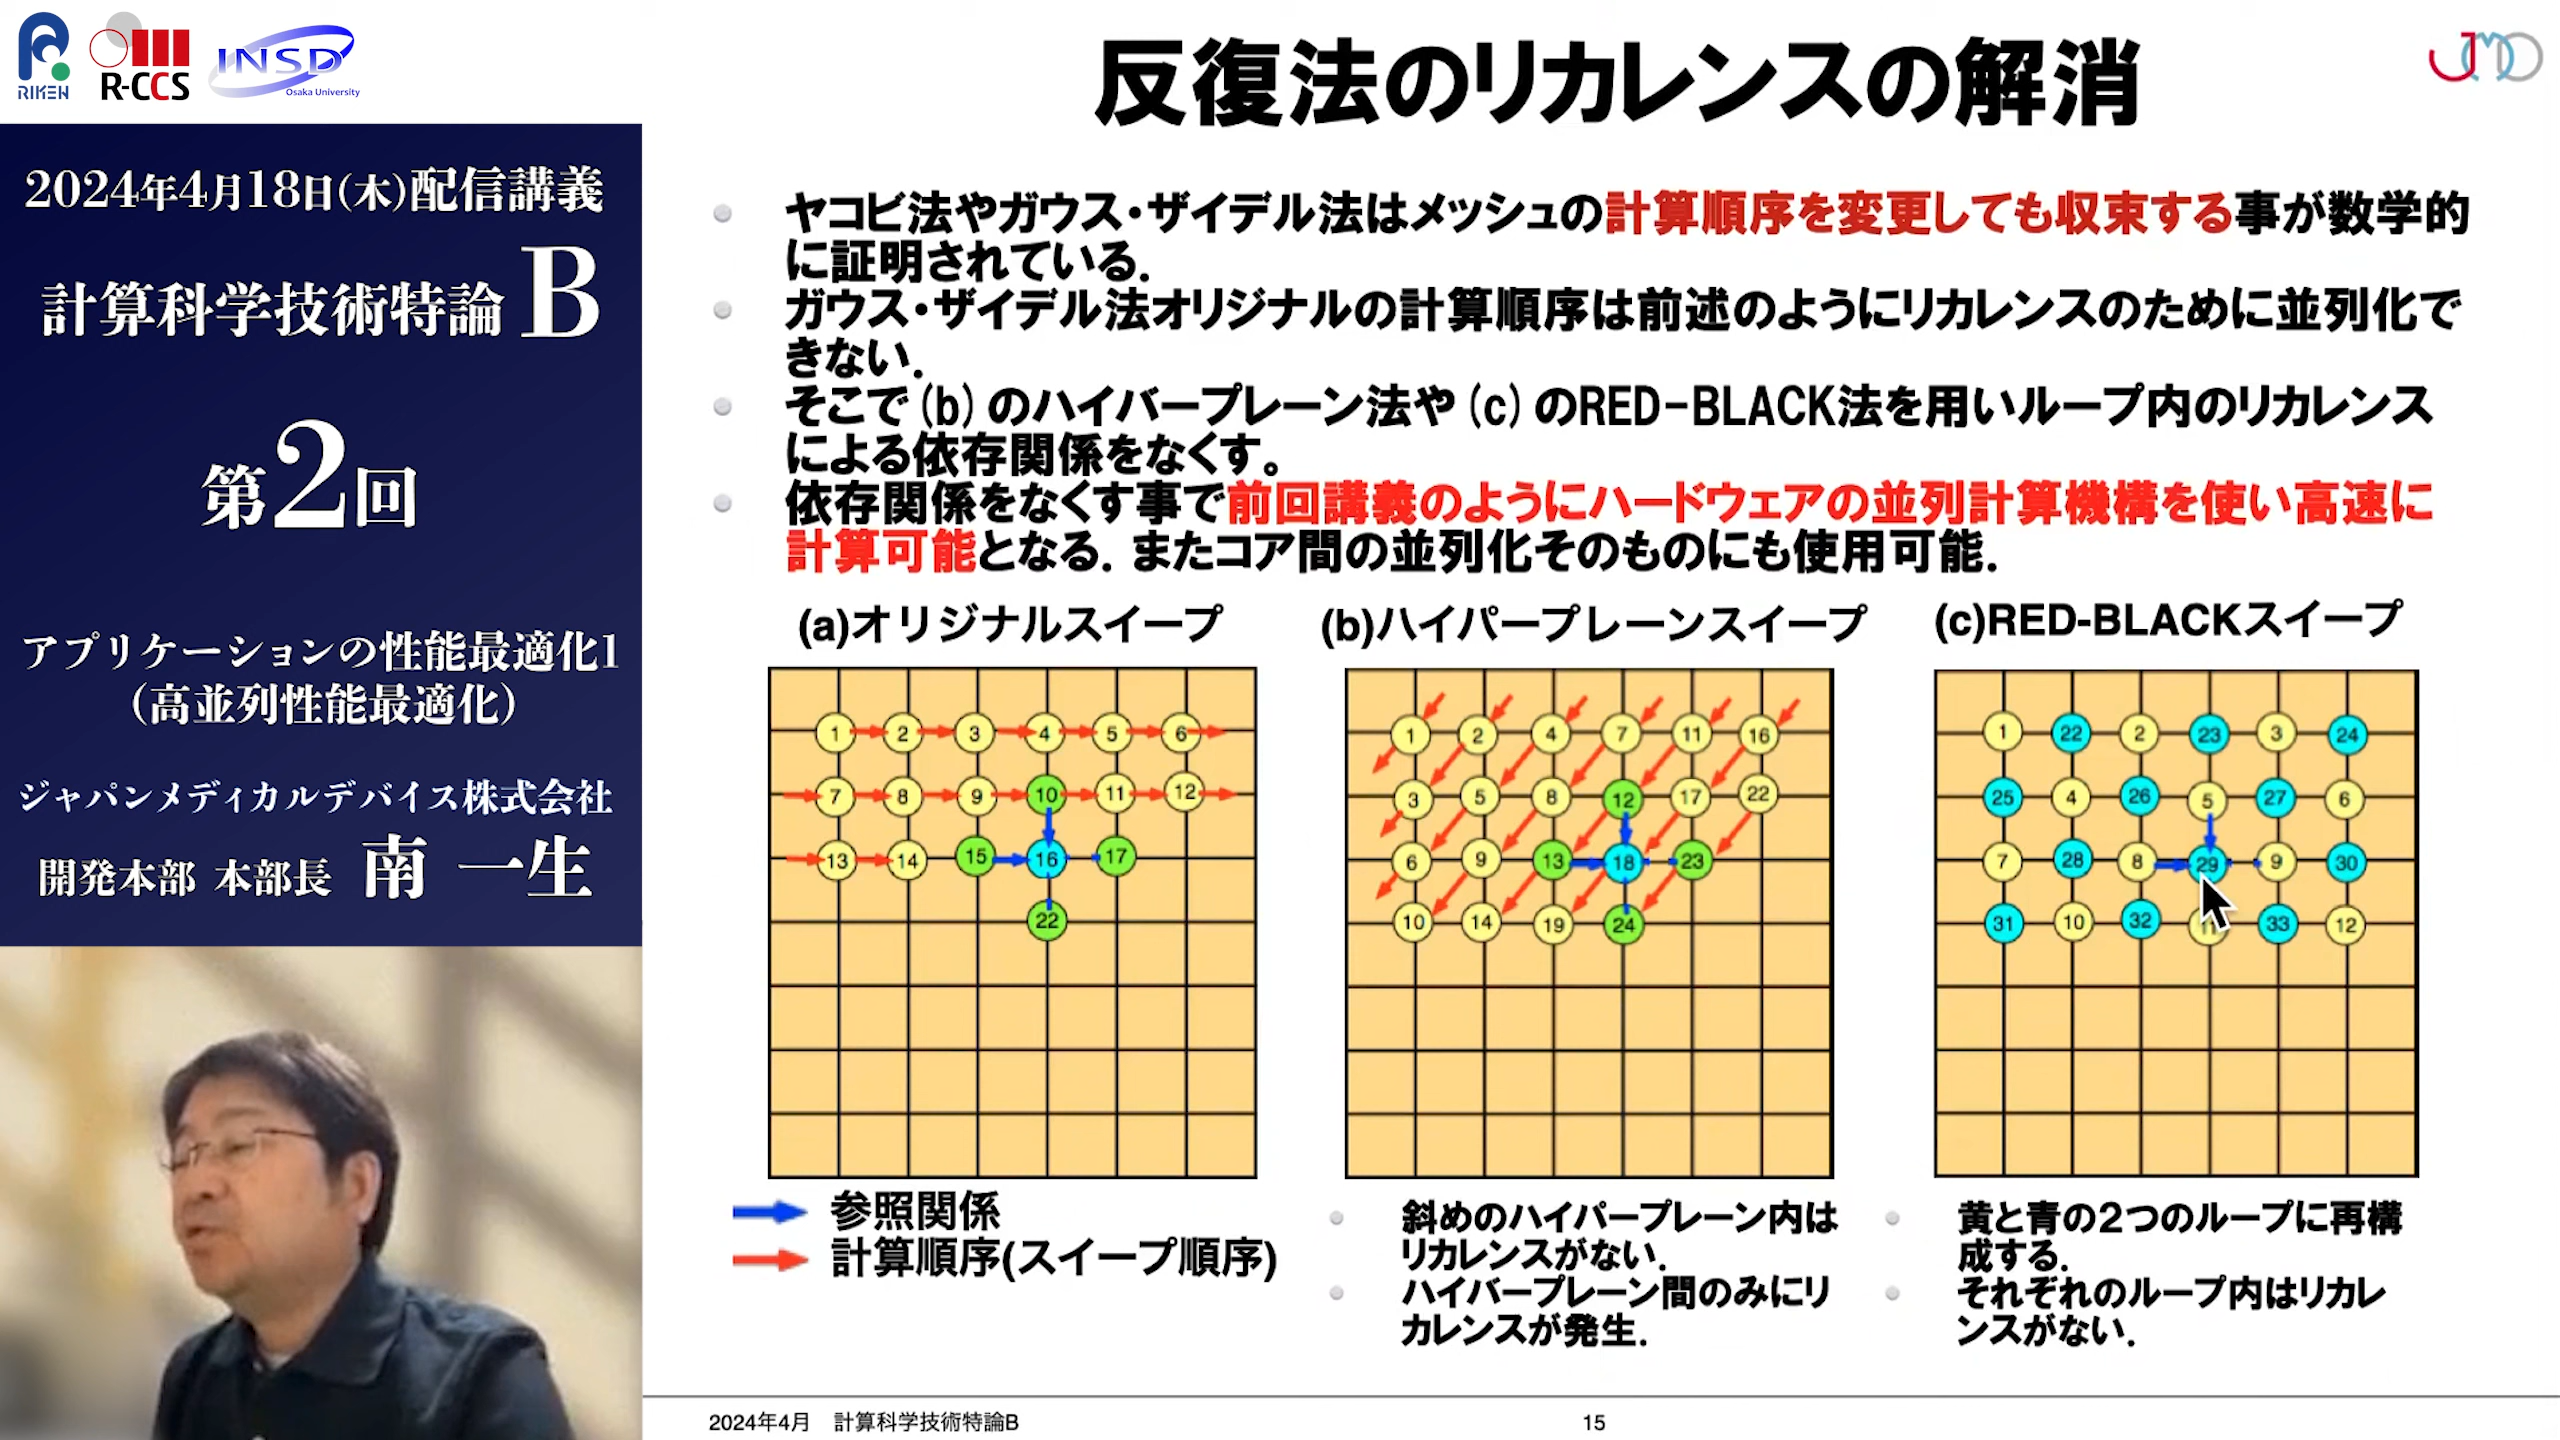 RIKEN
R-CCS
INSD
Osaka University
2024年4月18日(木)配信講義
計算科学技術特論 B
第2回
アプリケーションの性能最適化1
(高並列性能最適化)
ジャパンメディカルデバイス株式会社
開発本部 本部長 南 一生
反復法のリカレンスの解消
JMD
ヤコビ法やガウス・ザイデル法はメッシュの計算順序を変更しても収束する事が数学的
に証明されている.
ガウス・ザイデル法オリジナルの計算順序は前述のようにリカレンスのために並列化で
きない.
そこで(b)のハイバープレーン法や(c)のRED-BLACK法を用いループ内のリカレンス
による依存関係をなくす。
依存関係をなくす事で前回講義のようにハードウェアの並列計算機構を使い高速に
計算可能となる. またコア間の並列化そのものにも使用可能.
(a)オリジナルスイープ
1 2 3 4 5 6
7 8 9 10 11 12
13 14 15 16 17
22
参照関係
計算順序(スイープ順序)
(b)ハイパープレーンスイープ
1 2 4 7 11 16
3 5 8 12 17 22
6 9 13 18 23
10 14 19 24
斜めのハイパープレーン内は
リカレンスがない.
ハイバープレーン間のみにリ
カレンスが発生.
(c)RED-BLACKスイープ
1 22 2 23 3 24
25 4 26 5 27 6
7 28 8 29 9 30
31 10 32 11 33 12
黄と青の2つのループに再構
成する.
それぞれのループ内はリカレ
ンスがない.
2024年4月 計算科学技術特論B
15